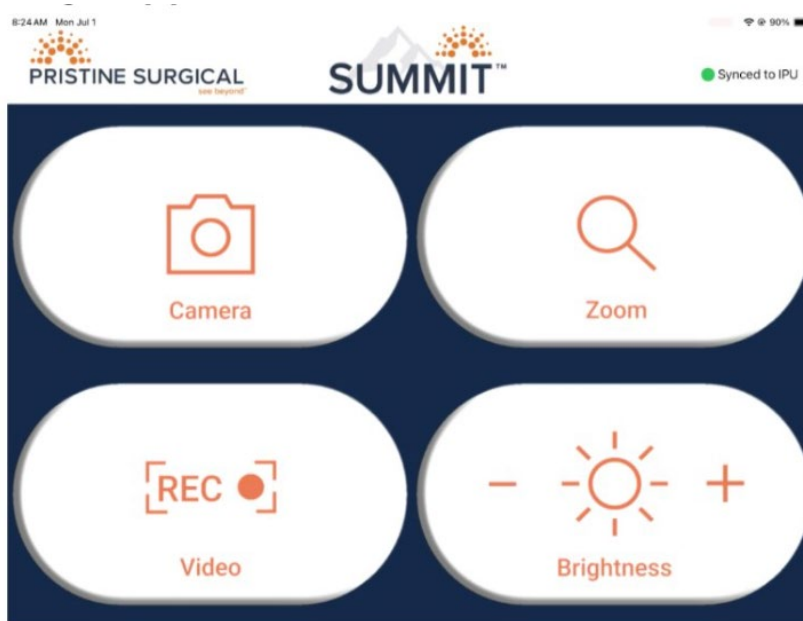 8:24 AM Mon Jul 1
90%
PRISTINE SURGICAL
see beyond™
SUMMIT™
Synced to IPU
Camera
Zoom
REC
Video
- +
Brightness